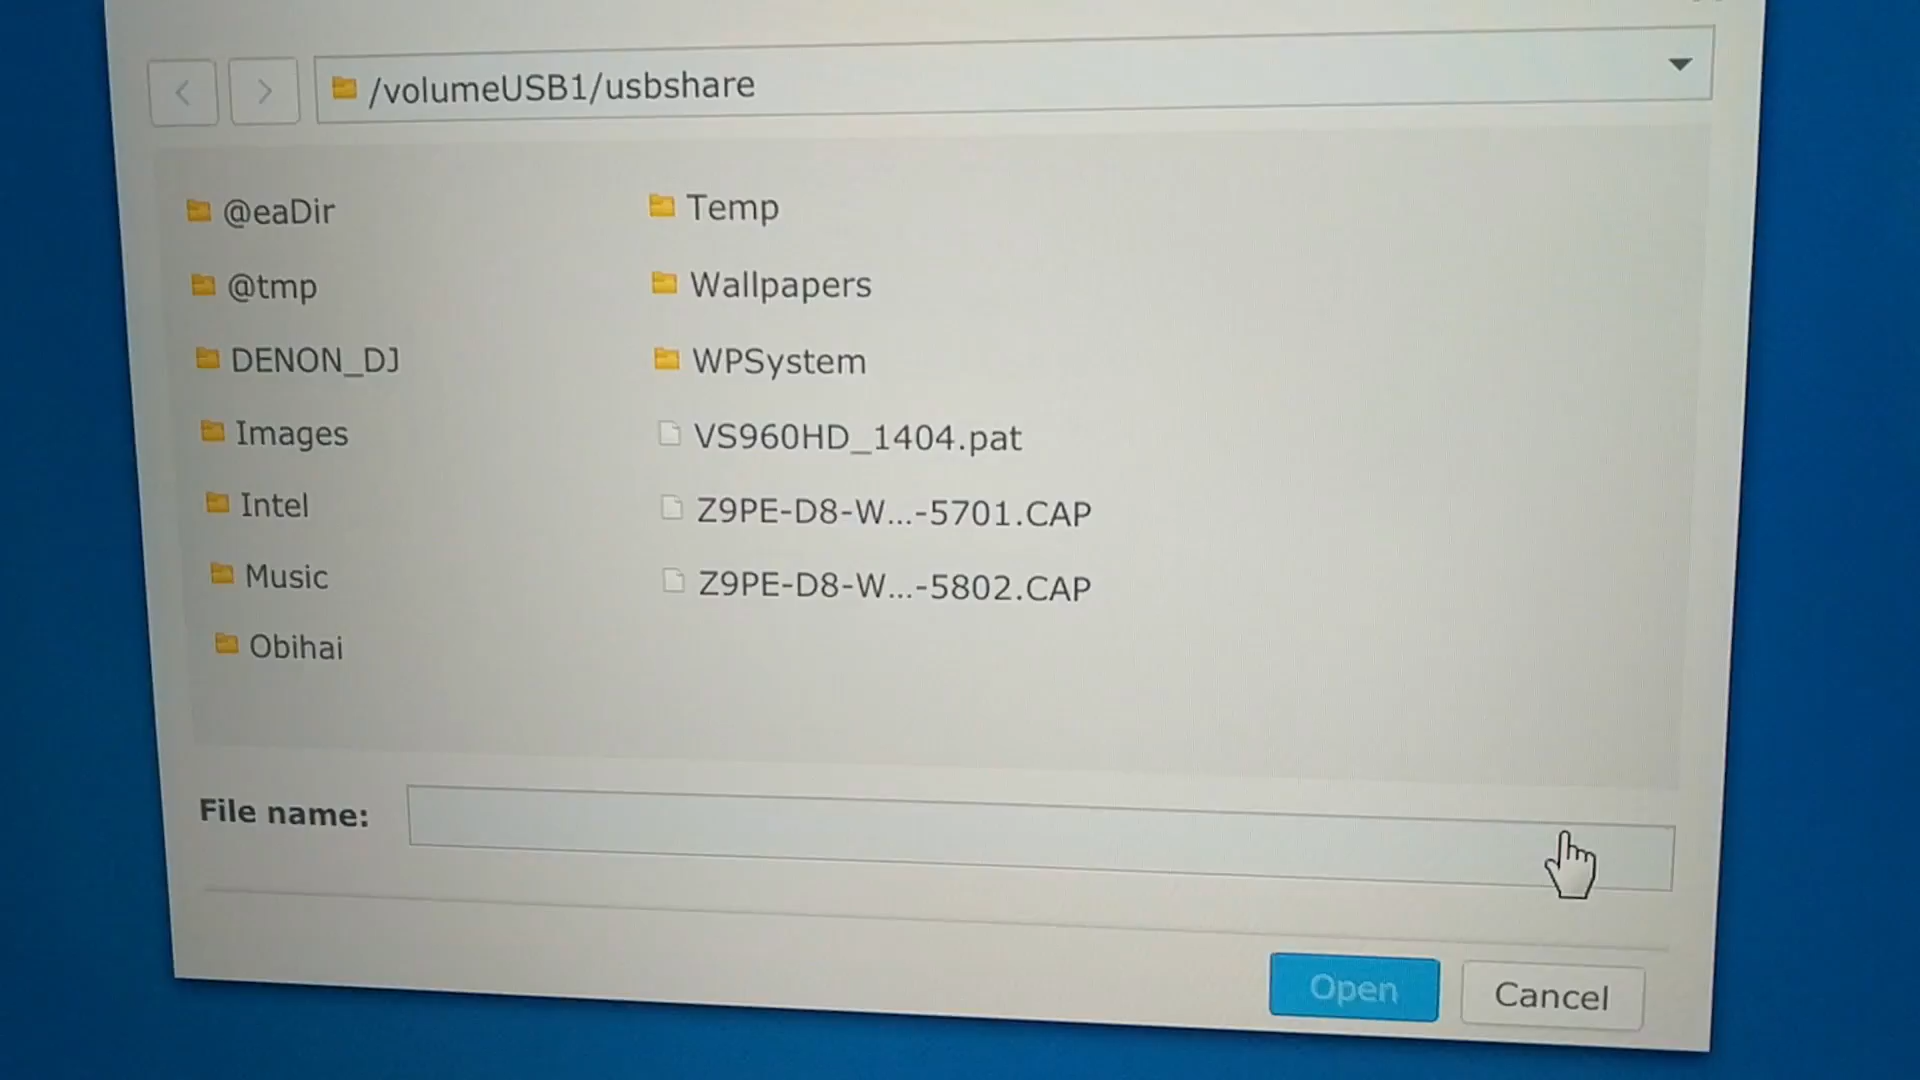 /volumeUSB1/usbshare
@eaDir
@tmp
DENON_DJ
Images
Intel
Music
Obihai
Temp
Wallpapers
WPSystem
VS960HD_1404.pat
Z9PE-D8-W...-5701.CAP
Z9PE-D8-W...-5802.CAP
File name:
Open
Cancel